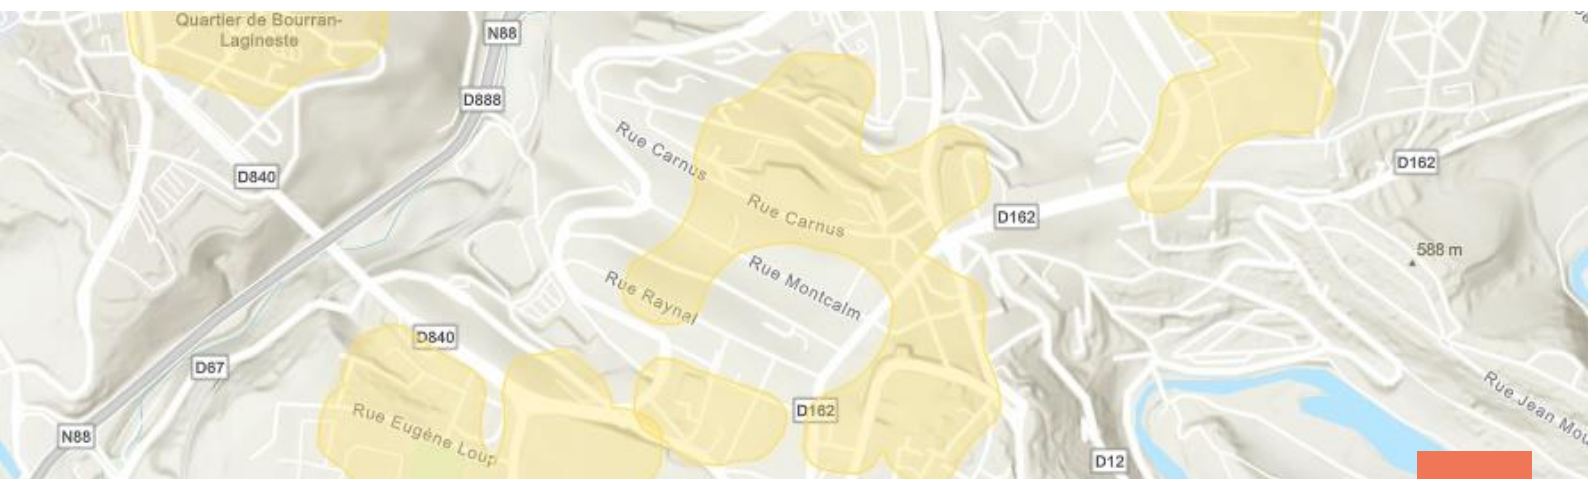 Quartier de Bourran-
Lagineste
N88
D888
Rue Carnus
D840
D162
Rue Carnus
D162
588 m
Rue Montcalm
Rue Raynal
D840
D67
Rue Jean Mou
Rue Eugène Loup
D162
N88
D12